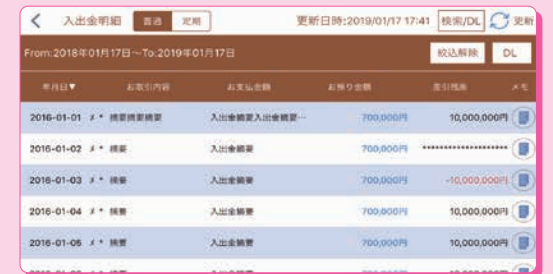 入出金明細 普通 定期 更新日時:2019/01/17 17:41 検索/DL 更新
From:2018年01月17日～To:2019年01月17日 絞込解除 DL
年月日▼ お取引内容 お支払金額 お預り金額 差引残高 メモ
2016-01-01 メ * 摘要摘要摘要 入出金摘要入出金摘要… 700,000円 10,000,000円
2016-01-02 メ * 摘要 入出金摘要 700,000円 ******************
2016-01-03 メ * 摘要 入出金摘要 700,000円 -10,000,000円
2016-01-04 メ * 摘要 入出金摘要 700,000円 10,000,000円
2016-01-05 メ * 摘要 入出金摘要 700,000円 10,000,000円